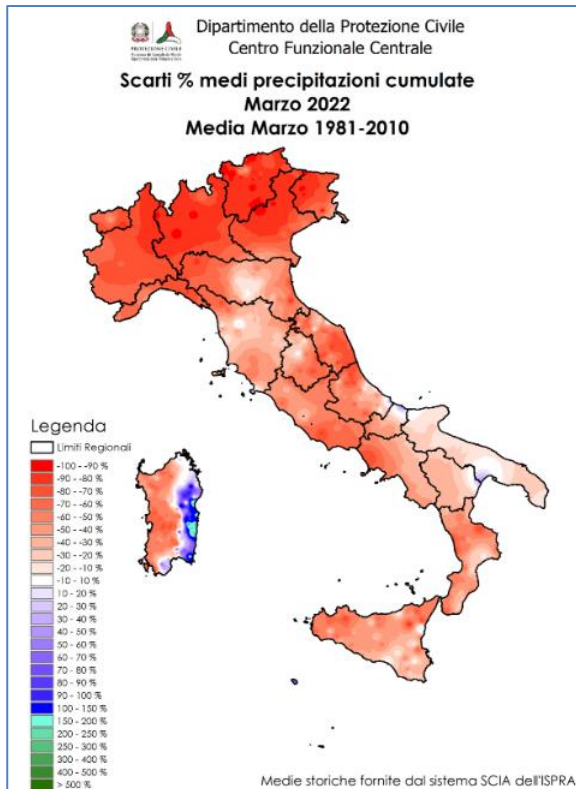 Dipartimento della Protezione Civile
Centro Funzionale Centrale
PROTEZIONE CIVILE
Scarti % medi precipitazioni cumulate
Marzo 2022
Media Marzo 1981-2010
Legenda
Limiti Regionali
-100 - -90 %
-90 - -80 %
-80 - -70 %
-70 - -60 %
-60 - -50 %
-50 - -40 %
-40 - -30 %
-30 - -20 %
-20 - -10 %
-10 - 10 %
10 - 20 %
20 - 30 %
30 - 40 %
40 - 50 %
50 - 60 %
60 - 70 %
70 - 80 %
80 - 90 %
90 - 100 %
100 - 150 %
150 - 200 %
200 - 250 %
250 - 300 %
300 - 400 %
400 - 500 %
> 500 %
Medie storiche fornite dal sistema SCIA dell'ISPRA